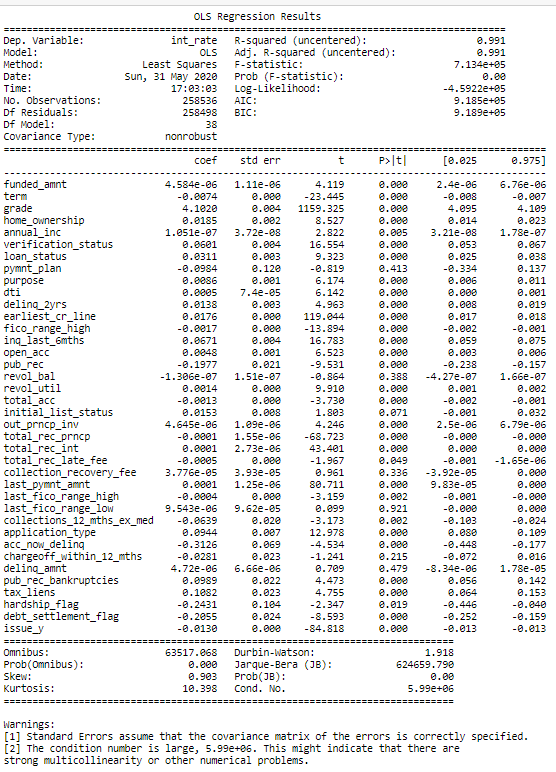 OLS Regression Results
Dep. Variable: int_rate R-squared (uncentered): 0.991
Model: OLS Adj. R-squared (uncentered): 0.991
Method: Least Squares F-statistic: 7.134e+05
Date: Sun, 31 May 2020 Prob (F-statistic): 0.00
Time: 17:03:03 Log-Likelihood: -4.5922e+05
No. Observations: 258536 AIC: 9.185e+05
Df Residuals: 258498 BIC: 9.189e+05
Df Model: 38
Covariance Type: nonrobust
coef std err t P>|t| [0.025 0.975]
funded_amnt 4.584e-06 1.11e-06 4.119 0.000 2.4e-06 6.76e-06
term -0.0074 0.000 -23.445 0.000 -0.008 -0.007
grade 4.1020 0.004 1159.325 0.000 4.095 4.109
home_ownership 0.0185 0.002 8.527 0.000 0.014 0.023
annual_inc 1.051e-07 3.72e-08 2.822 0.005 3.21e-08 1.78e-07
verification_status 0.0601 0.004 16.554 0.000 0.053 0.067
loan_status 0.0311 0.003 9.323 0.000 0.025 0.038
pymnt_plan -0.0984 0.120 -0.819 0.413 -0.334 0.137
purpose 0.0086 0.001 6.174 0.000 0.006 0.011
dti 0.0005 7.4e-05 6.142 0.000 0.000 0.001
delinq_2yrs 0.0138 0.003 4.963 0.000 0.008 0.019
earliest_cr_line 0.0176 0.000 119.044 0.000 0.017 0.018
fico_range_high -0.0017 0.000 -13.894 0.000 -0.002 -0.001
inq_last_6mths 0.0671 0.004 16.783 0.000 0.059 0.075
open_acc 0.0048 0.001 6.523 0.000 0.003 0.006
pub_rec -0.1977 0.021 -9.531 0.000 -0.238 -0.157
revol_bal -1.306e-07 1.51e-07 -0.864 0.388 -4.27e-07 1.66e-07
revol_util 0.0014 0.000 9.910 0.000 0.001 0.002
total_acc -0.0013 0.000 -3.730 0.000 -0.002 -0.001
initial_list_status 0.0153 0.008 1.803 0.071 -0.001 0.032
out_prncp_inv 4.645e-06 1.09e-06 4.246 0.000 2.5e-06 6.79e-06
total_rec_prncp -0.0001 1.55e-06 -68.723 0.000 -0.000 -0.000
total_rec_int 0.0001 2.73e-06 43.401 0.000 0.000 0.000
total_rec_late_fee -0.0005 0.000 -1.967 0.049 -0.001 -1.65e-06
collection_recovery_fee 3.776e-05 3.93e-05 0.961 0.336 -3.92e-05 0.000
last_pymnt_amnt 0.0001 1.25e-06 80.711 0.000 9.83e-05 0.000
last_fico_range_high -0.0004 0.000 -3.159 0.002 -0.001 -0.000
last_fico_range_low 9.543e-06 9.62e-05 0.099 0.921 -0.000 0.000
collections_12_mths_ex_med -0.0639 0.020 -3.173 0.002 -0.103 -0.024
application_type 0.0944 0.007 12.978 0.000 0.080 0.109
acc_now_delinq -0.3126 0.069 -4.534 0.000 -0.448 -0.177
chargeoff_within_12_mths -0.0281 0.023 -1.241 0.215 -0.072 0.016
delinq_amnt 4.72e-06 6.66e-06 0.709 0.479 -8.34e-06 1.78e-05
pub_rec_bankruptcies 0.0989 0.022 4.473 0.000 0.056 0.142
tax_liens 0.1082 0.023 4.755 0.000 0.064 0.153
hardship_flag -0.2431 0.104 -2.347 0.019 -0.446 -0.040
debt_settlement_flag -0.2055 0.024 -8.593 0.000 -0.252 -0.159
issue_y -0.0130 0.000 -84.818 0.000 -0.013 -0.013
Omnibus: 63517.068 Durbin-Watson: 1.918
Prob(Omnibus): 0.000 Jarque-Bera (JB): 624659.790
Skew: 0.903 Prob(JB): 0.00
Kurtosis: 10.398 Cond. No. 5.99e+06
Warnings:
[1] Standard Errors assume that the covariance matrix of the errors is correctly specified.
[2] The condition number is large, 5.99e+06. This might indicate that there are
strong multicollinearity or other numerical problems.